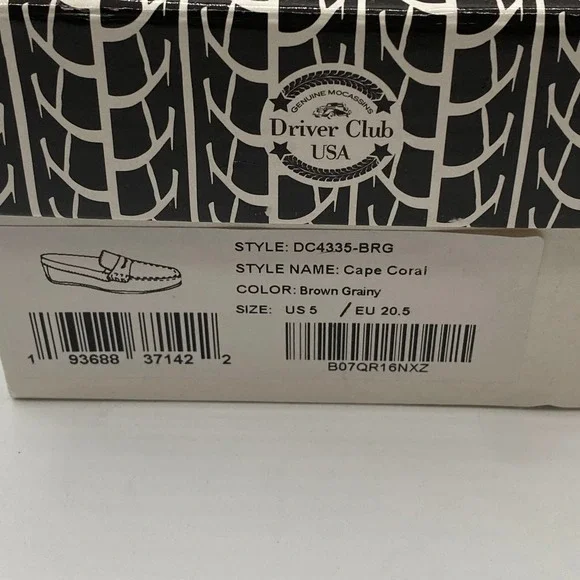 GENUINE MOCASSINS
Driver Club
USA
STYLE: DC4335-BRG
STYLE NAME: Cape Coral
COLOR: Brown Grainy
SIZE: US 5 / EU 20.5
1 93688 37142 2
B07QR16NXZ